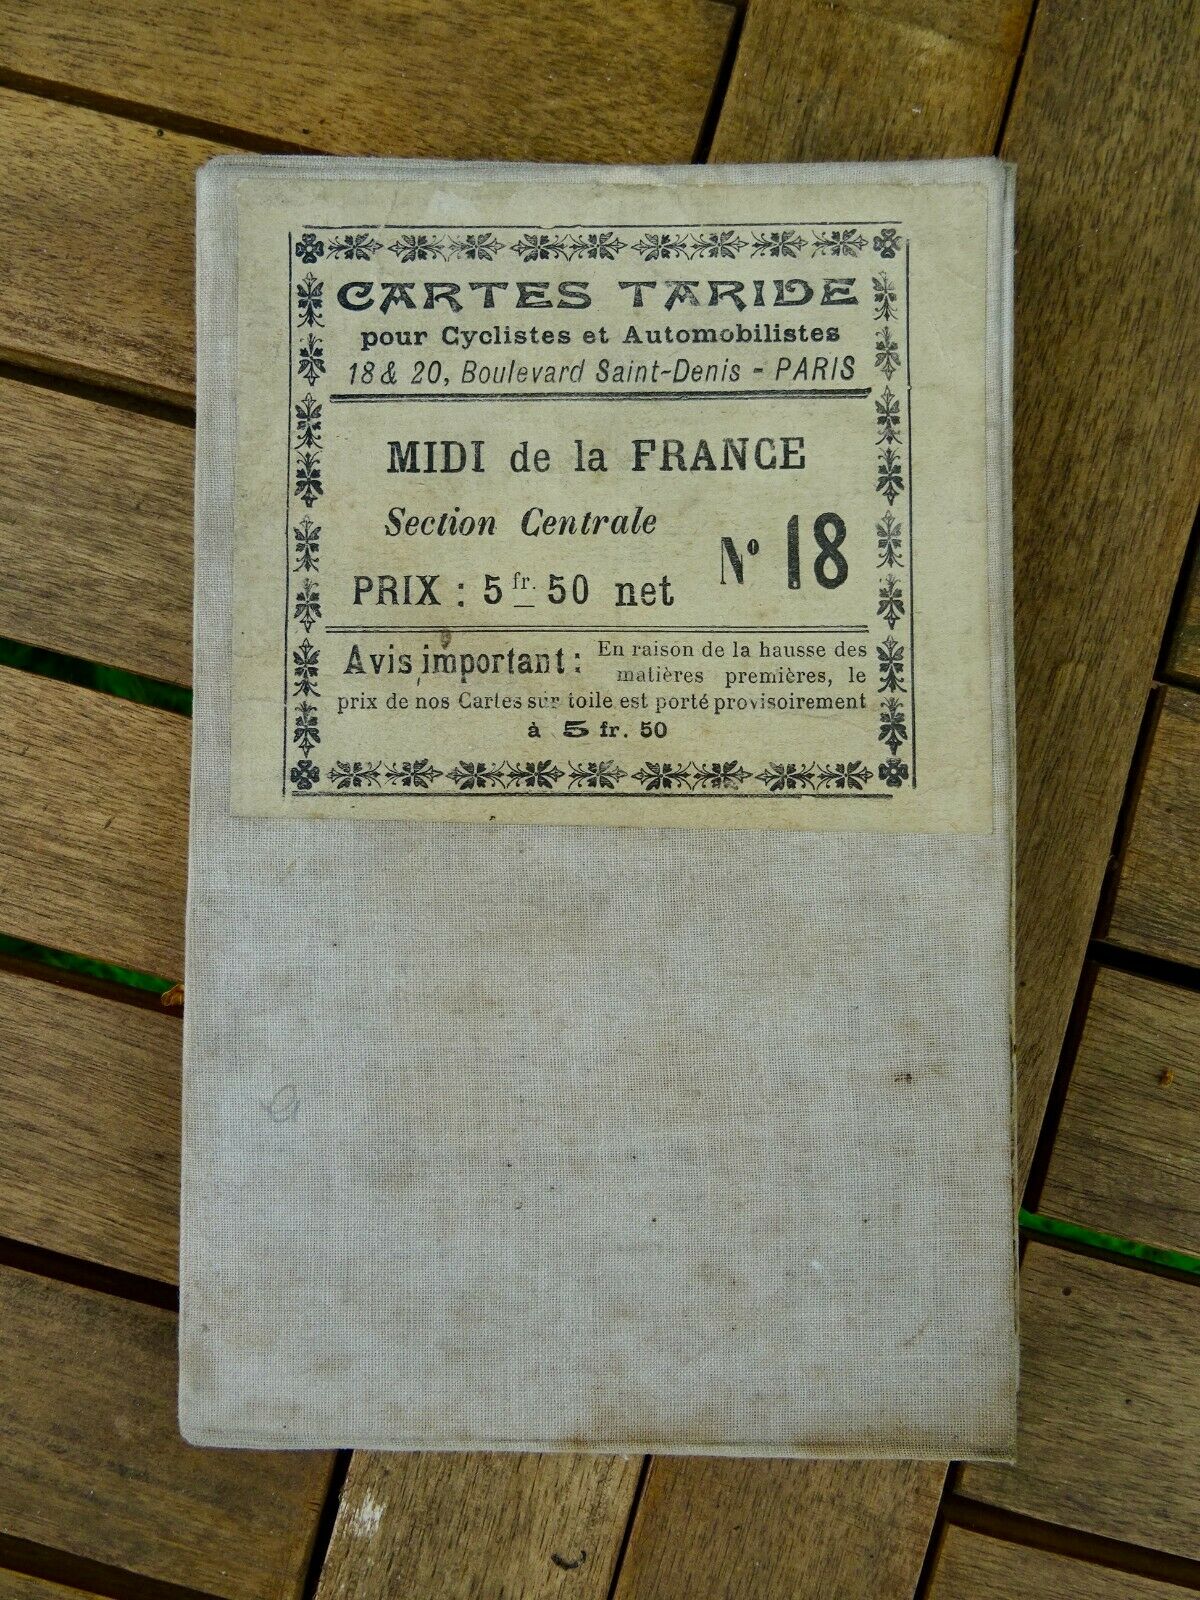 CARTES TARIDE
pour Cyclistes et Automobilistes
18 & 20, Boulevard Saint-Denis - PARIS
MIDI de la FRANCE
Section Centrale
N° 18
PRIX : 5 fr. 50 net
Avis important : En raison de la hausse des
matières premières, le
prix de nos Cartes sur toile est porté provisoirement
à 5 fr. 50